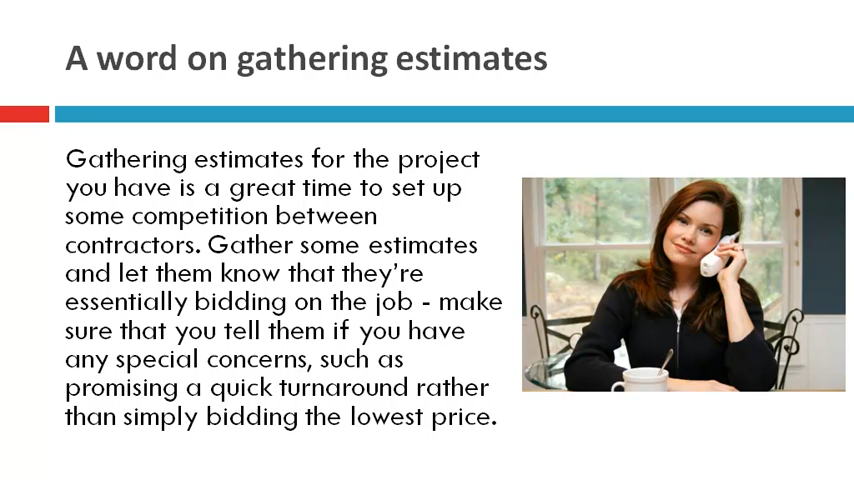 A word on gathering estimates
Gathering estimates for the project
you have is a great time to set up
some competition between
contractors. Gather some estimates
and let them know that they're
essentially bidding on the job - make
sure that you tell them if you have
any special concerns, such as
promising a quick turnaround rather
than simply bidding the lowest price.